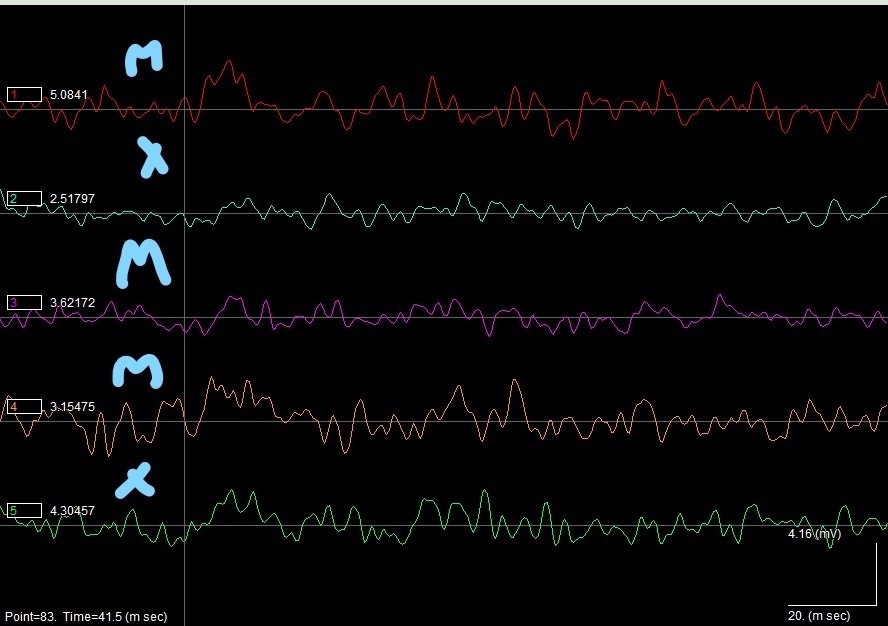 M
1 5.0841
X
2 2.51797
M
3 3.62172
M
4 3.15475
X
5 4.30457
4.16 (mV)
20. (m sec)
Point=83. Time=41.5 (m sec)